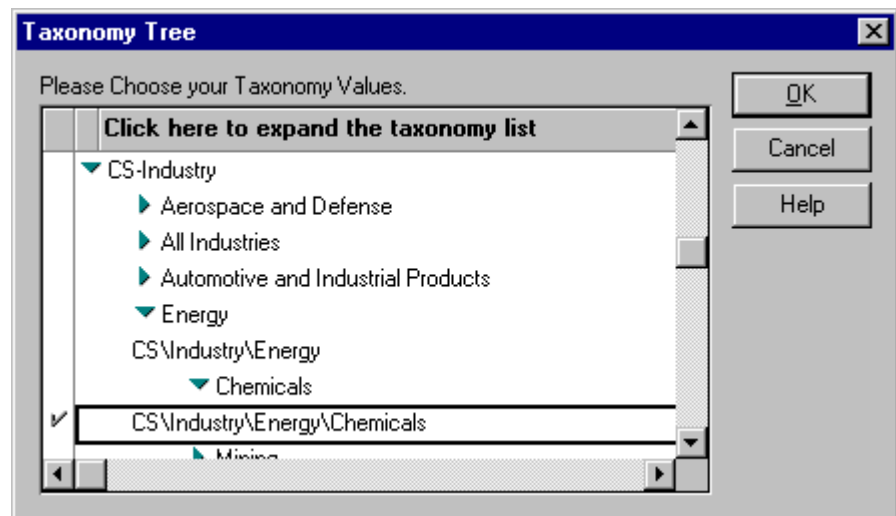 Taxonomy Tree
Please Choose your Taxonomy Values.
Click here to expand the taxonomy list
CS-Industry
Aerospace and Defense
All Industries
Automotive and Industrial Products
Energy
CS\Industry\Energy
Chemicals
CS\Industry\Energy\Chemicals
Mining
OK
Cancel
Help